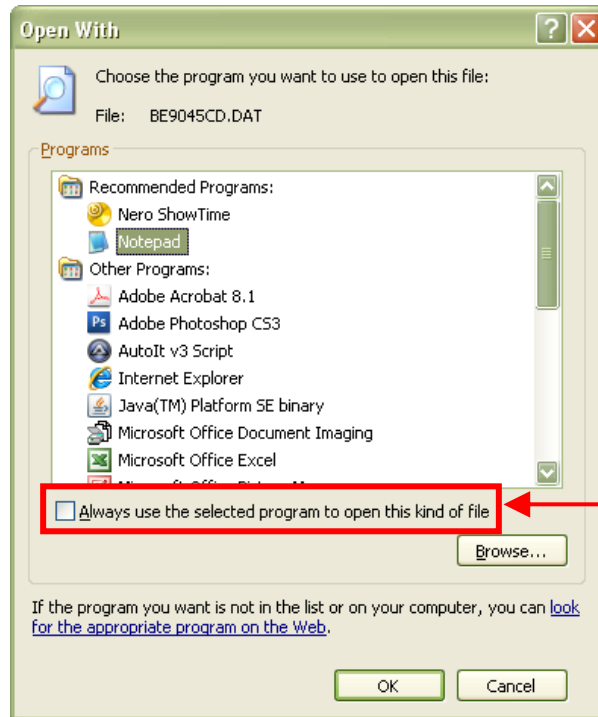 Open With
Choose the program you want to use to open this file:
File: BE9045CD.DAT
Programs
Recommended Programs:
Nero ShowTime
Notepad
Other Programs:
Adobe Acrobat 8.1
Ps Adobe Photoshop CS3
AutoIt v3 Script
Internet Explorer
Java(TM) Platform SE binary
Microsoft Office Document Imaging
Microsoft Office Excel
Always use the selected program to open this kind of file
Browse...
If the program you want is not in the list or on your computer, you can look
for the appropriate program on the Web.
OK Cancel